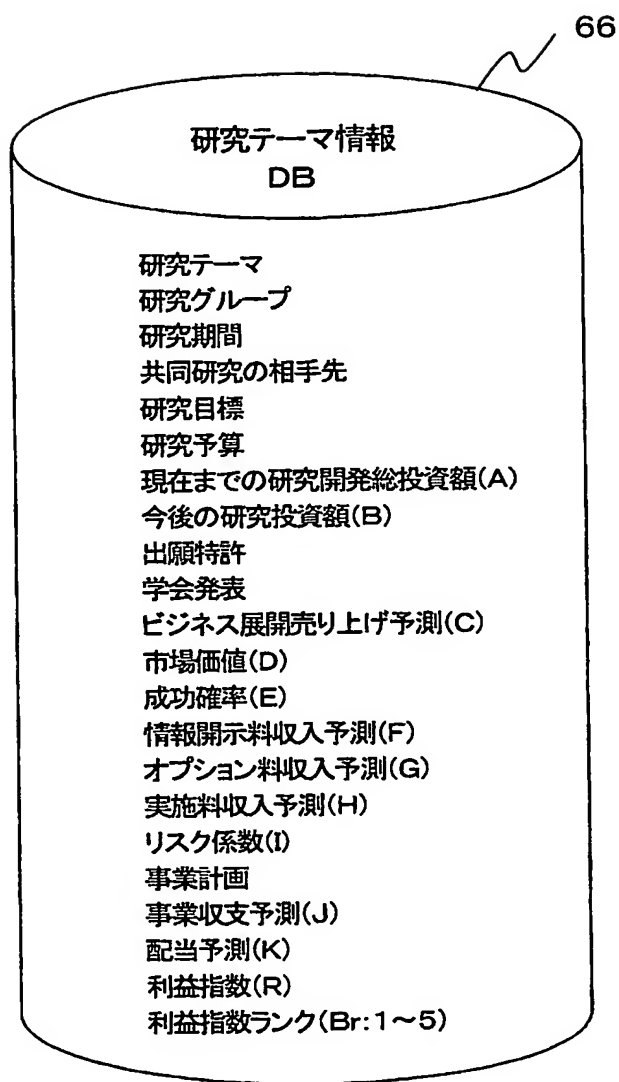 66
研究テーマ情報
DB
研究テーマ
研究グループ
研究期間
共同研究の相手先
研究目標
研究予算
現在までの研究開発総投資額(A)
今後の研究投資額(B)
出願特許
学会発表
ビジネス展開売り上げ予測(C)
市場価値(D)
成功確率(E)
情報開示料収入予測(F)
オプション料収入予測(G)
実施料収入予測(H)
リスク係数(I)
事業計画
事業収支予測(J)
配当予測(K)
利益指数(R)
利益指数ランク(Br:1～5)